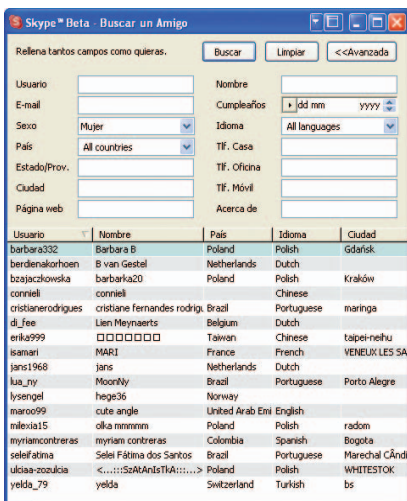 Skype™ Beta - Buscar un Amigo
Rellena tantos campos como quieras. Buscar Limpiar <<Avanzada
Usuario Nombre
E-mail Cumpleaños dd mm yyyy
Sexo Mujer Idioma All languages
País All countries Tlf. Casa
Estado/Prov. Tlf. Oficina
Ciudad Tlf. Móvil
Página web Acerca de
Usuario Nombre País Idioma Ciudad
barbara332 Barbara B Poland Polish Gdańsk
berdienakorhoen B van Gestel Netherlands Dutch
bzajaczkowska barbarka20 Poland Polish Kraków
connieli connieli Chinese
cristianerodrigues cristiane fernandes rodrigu Brazil Portuguese maringa
di_fee Lien Meynaerts Belgium Dutch
erika999 □□□□□□□ Taiwan Chinese taipei-neihu
isamari MARI France French VENEUX LES SA
jans1968 jans Netherlands Dutch
lua_ny MoonNy Brazil Portuguese Porto Alegre
lysengel hege36 Norway
maroo99 cute angle United Arab Emi English
milexia15 olka mmmmm Poland Polish radom
myriamcontreras myriam contreras Colombia Spanish Bogota
seleifatima Selei Fátima dos Santos Brazil Portuguese Marechal CÂndi
ulciaa-zozulcia <...:::SzAtAnIsTkA:::...> Poland Polish WHITESTOK
yelda_79 yelda Switzerland Turkish bs